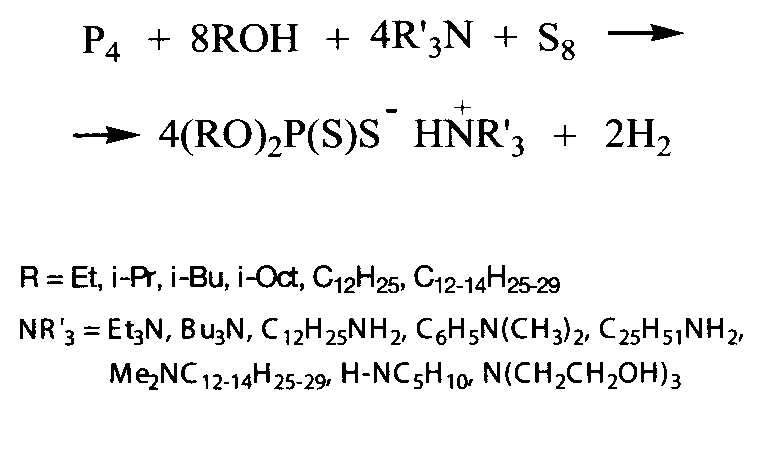 P₄ + 8ROH + 4R'₃N + S₈ ⟶
⟶ 4(RO)₂P(S)S⁻ HN⁺R'₃ + 2H₂
R = Et, i-Pr, i-Bu, i-Oct, C₁₂H₂₅, C₁₂₋₁₄H₂₅₋₂₉
NR'₃ = Et₃N, Bu₃N, C₁₂H₂₅NH₂, C₆H₅N(CH₃)₂, C₂₅H₅₁NH₂,
Me₂NC₁₂₋₁₄H₂₅₋₂₉, H-NC₅H₁₀, N(CH₂CH₂OH)₃